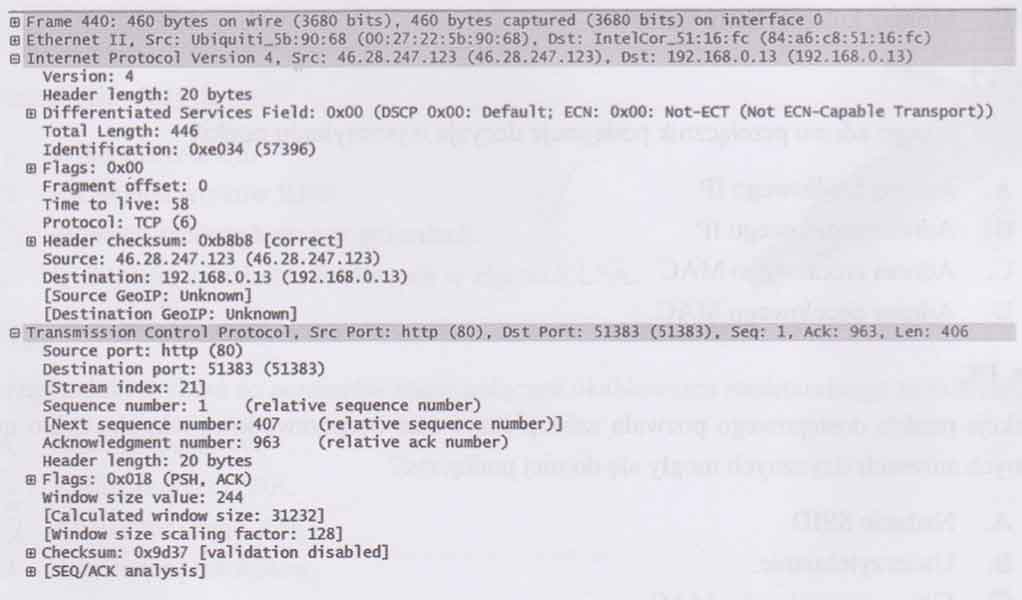 Frame 440: 460 bytes on wire (3680 bits), 460 bytes captured (3680 bits) on interface 0
Ethernet II, Src: Ubiquiti_5b:90:68 (00:27:22:5b:90:68), Dst: IntelCor_51:16:fc (84:a6:c8:51:16:fc)
Internet Protocol Version 4, Src: 46.28.247.123 (46.28.247.123), Dst: 192.168.0.13 (192.168.0.13)
Version: 4
Header length: 20 bytes
Differentiated Services Field: 0x00 (DSCP 0x00: Default; ECN: 0x00: Not-ECT (Not ECN-Capable Transport))
Total Length: 446
Identification: 0xe034 (57396)
Flags: 0x00
Fragment offset: 0
Time to live: 58
Protocol: TCP (6)
Header checksum: 0xb8b8 [correct]
Source: 46.28.247.123 (46.28.247.123)
Destination: 192.168.0.13 (192.168.0.13)
[Source GeoIP: Unknown]
[Destination GeoIP: Unknown]
Transmission Control Protocol, Src Port: http (80), Dst Port: 51383 (51383), Seq: 1, Ack: 963, Len: 406
Source port: http (80)
Destination port: 51383 (51383)
[Stream index: 21]
Sequence number: 1 (relative sequence number)
[Next sequence number: 407 (relative sequence number)]
Acknowledgment number: 963 (relative ack number)
Header length: 20 bytes
Flags: 0x018 (PSH, ACK)
Window size value: 244
[Calculated window size: 31232]
[Window size scaling factor: 128]
Checksum: 0x9d37 [validation disabled]
[SEQ/ACK analysis]